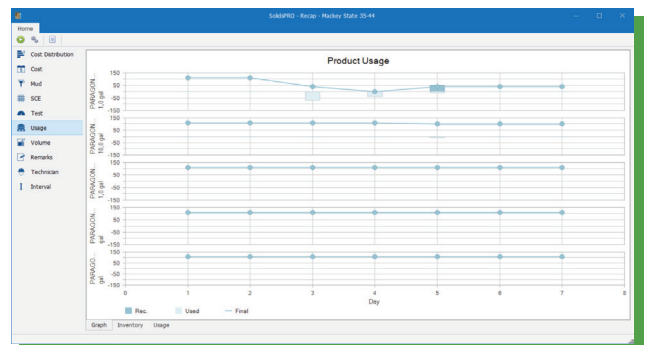 SolidsPRO - Recap - Mackey State 35-44
Home
Cost Distribution
Cost
Mud
SCE
Test
Usage
Volume
Remarks
Technician
Interval
Product Usage
PARAGON...
1,0 gal
150
50
-50
-150
PARAGON...
10,0 gal
150
50
-50
-150
PARAGON...
1,0 gal
150
50
-50
-150
PARAGON...
gal
150
50
-50
-150
PARAGO...
gal
50
-50
-150
0 1 2 3 4 5 6 7 8
Day
Rec. Used Final
Graph Inventory Usage